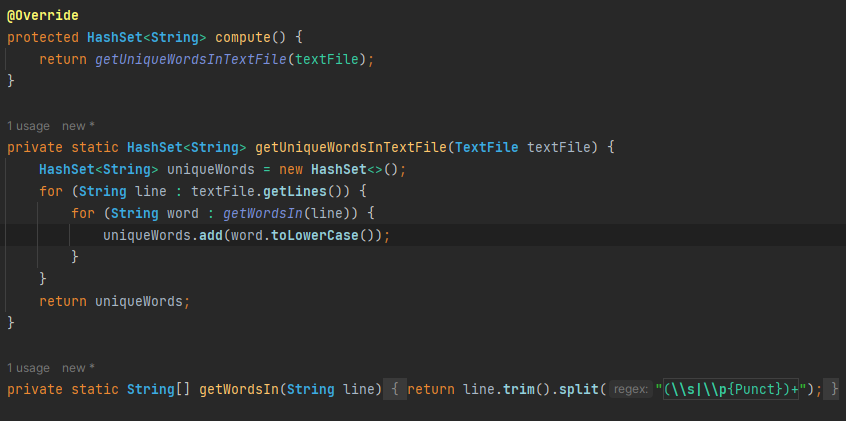 @Override
protected HashSet<String> compute() {
    return getUniqueWordsInTextFile(textFile);
}
1 usage   new *
private static HashSet<String> getUniqueWordsInTextFile(TextFile textFile) {
    HashSet<String> uniqueWords = new HashSet<>();
    for (String line : textFile.getLines()) {
        for (String word : getWordsIn(line)) {
            uniqueWords.add(word.toLowerCase());
        }
    }
    return uniqueWords;
}
1 usage   new *
private static String[] getWordsIn(String line) { return line.trim().split( regex: "(\\s|\\p{Punct})+"); }